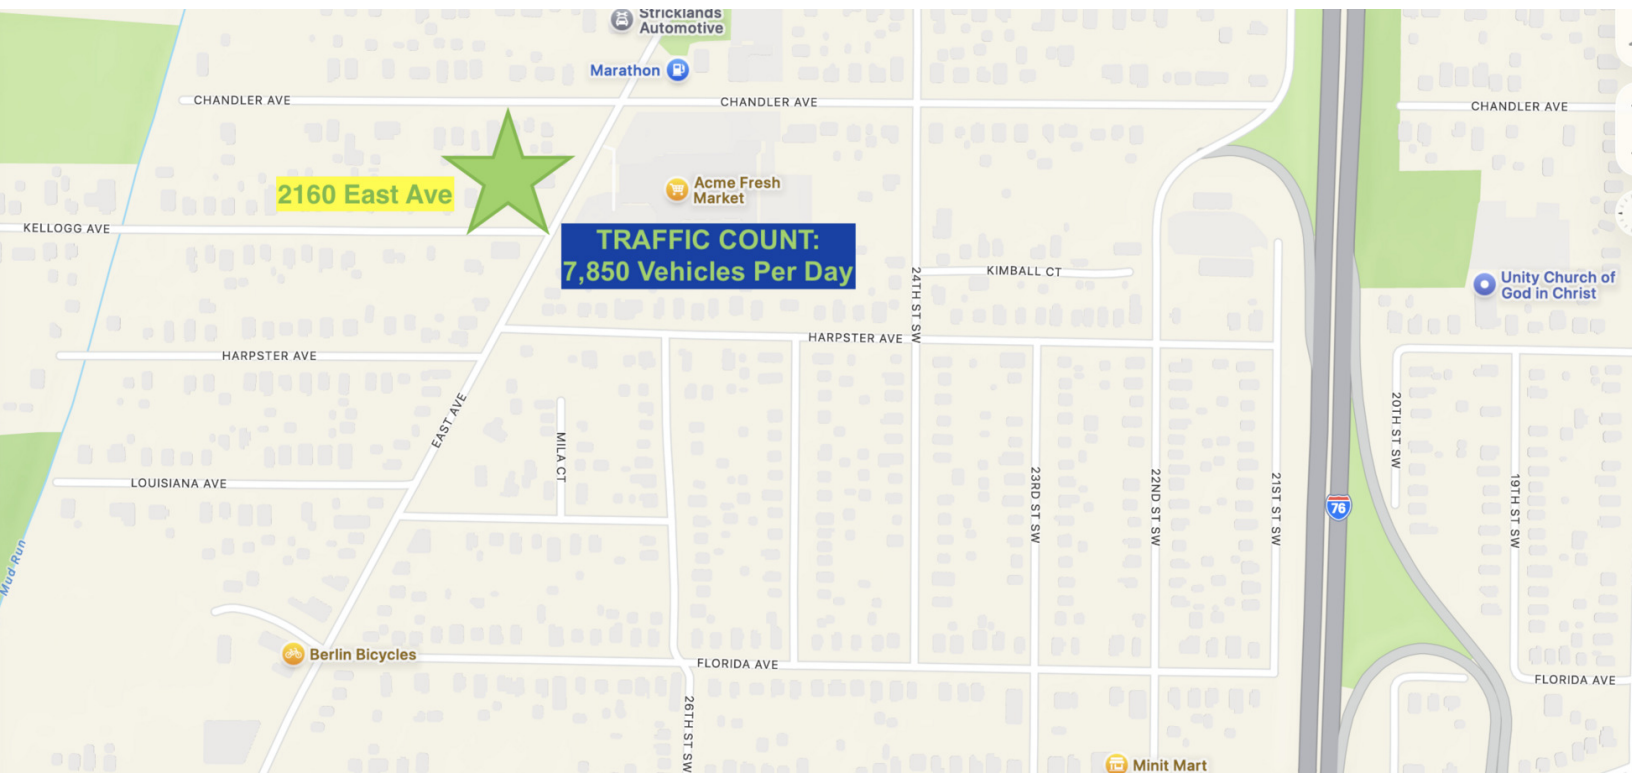 Stricklands
Automotive
Marathon
CHANDLER AVE
CHANDLER AVE
CHANDLER AVE
2160 East Ave
Acme Fresh
Market
KELLOGG AVE
TRAFFIC COUNT:
7,850 Vehicles Per Day
24TH ST SW
KIMBALL CT
Unity Church of
God in Christ
HARPSTER AVE
HARPSTER AVE
EAST AVE
MILA CT
20TH ST SW
LOUISIANA AVE
23RD ST SW
22ND ST SW
21ST ST SW
76
19TH ST SW
Mud Run
Berlin Bicycles
FLORIDA AVE
FLORIDA AVE
26TH ST SW
Minit Mart